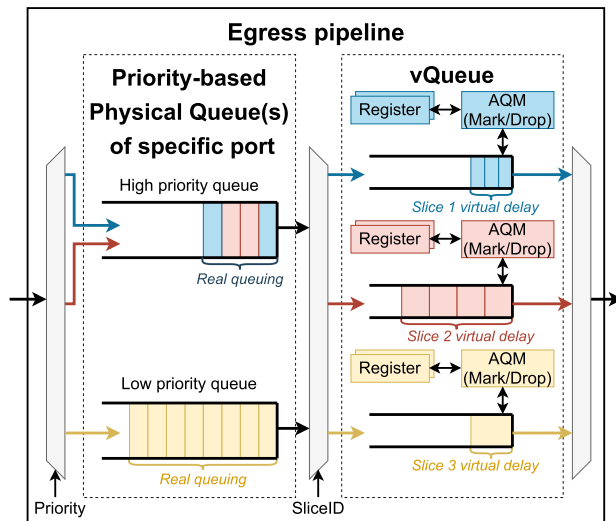 Egress pipeline
Priority-based
Physical Queue(s)
of specific port
High priority queue
Real queuing
Low priority queue
Real queuing
Priority
SliceID
vQueue
Register
AQM
(Mark/Drop)
Slice 1 virtual delay
Register
AQM
(Mark/Drop)
Slice 2 virtual delay
Register
AQM
(Mark/Drop)
Slice 3 virtual delay